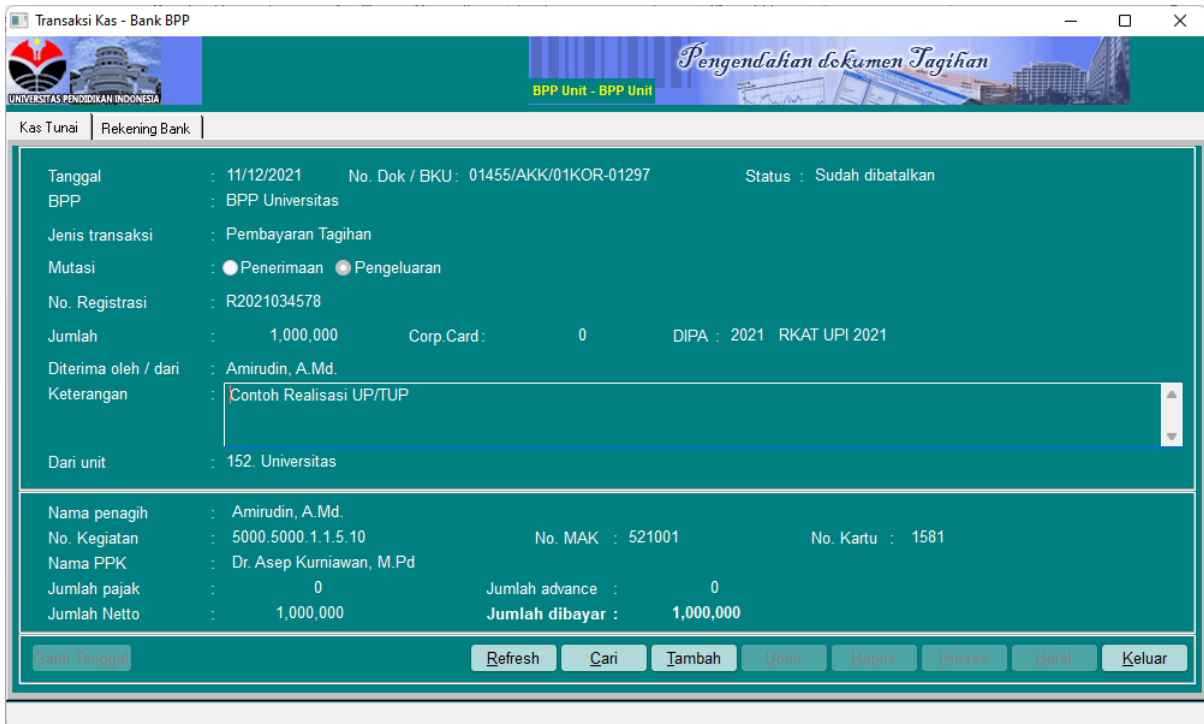 Transaksi Kas - Bank BPP
UNIVERSITAS PENDIDIKAN INDONESIA
Pengendalian dokumen Tagihan
BPP Unit - BPP Unit
Kas Tunai Rekening Bank
Tanggal : 11/12/2021 No. Dok / BKU : 01455/AKK/01KOR-01297 Status : Sudah dibatalkan
BPP : BPP Universitas
Jenis transaksi : Pembayaran Tagihan
Mutasi : Penerimaan Pengeluaran
No. Registrasi : R2021034578
Jumlah : 1,000,000 Corp.Card : 0 DIPA : 2021 RKAT UPI 2021
Diterima oleh / dari : Amirudin, A.Md.
Keterangan : Contoh Realisasi UP/TUP
Dari unit : 152. Universitas
Nama penagih : Amirudin, A.Md.
No. Kegiatan : 5000.5000.1.1.5.10 No. MAK : 521001 No. Kartu : 1581
Nama PPK : Dr. Asep Kurniawan, M.Pd
Jumlah pajak : 0 Jumlah advance : 0
Jumlah Netto : 1,000,000 Jumlah dibayar : 1,000,000
Ganti Tanggal Refresh Cari Tambah Ubah Hapus Proses Batal Keluar